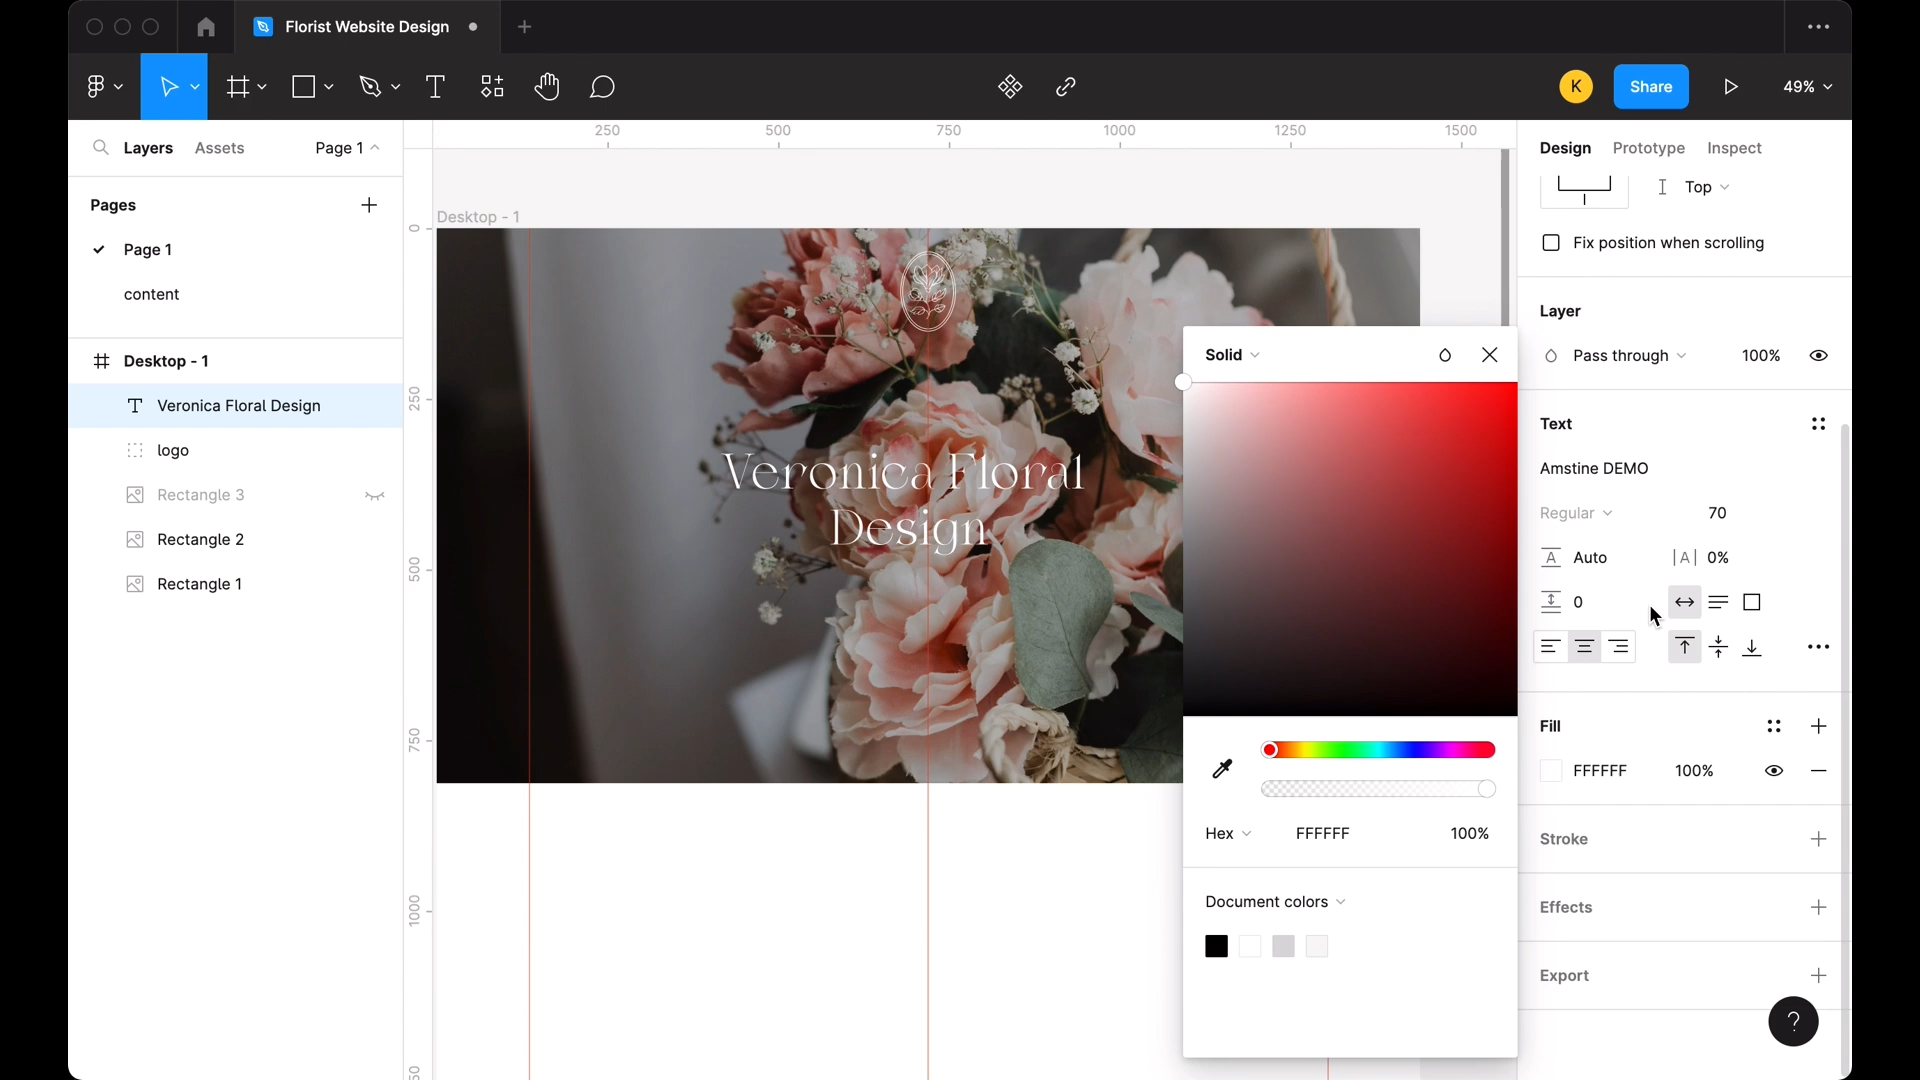 Florist Website Design
K
Share
49%
Layers
Assets
Page 1
Pages
Page 1
content
Desktop - 1
Veronica Floral Design
logo
Rectangle 3
Rectangle 2
Rectangle 1
250
500
750
1000
1250
1500
0
250
500
750
1000
Desktop - 1
Veronica Floral
Design
Solid
Hex
FFFFFF
100%
Document colors
Design
Prototype
Inspect
Top
Fix position when scrolling
Layer
Pass through
100%
Text
Amstine DEMO
Regular
70
Auto
0%
0
Fill
FFFFFF
100%
Stroke
Effects
Export
?